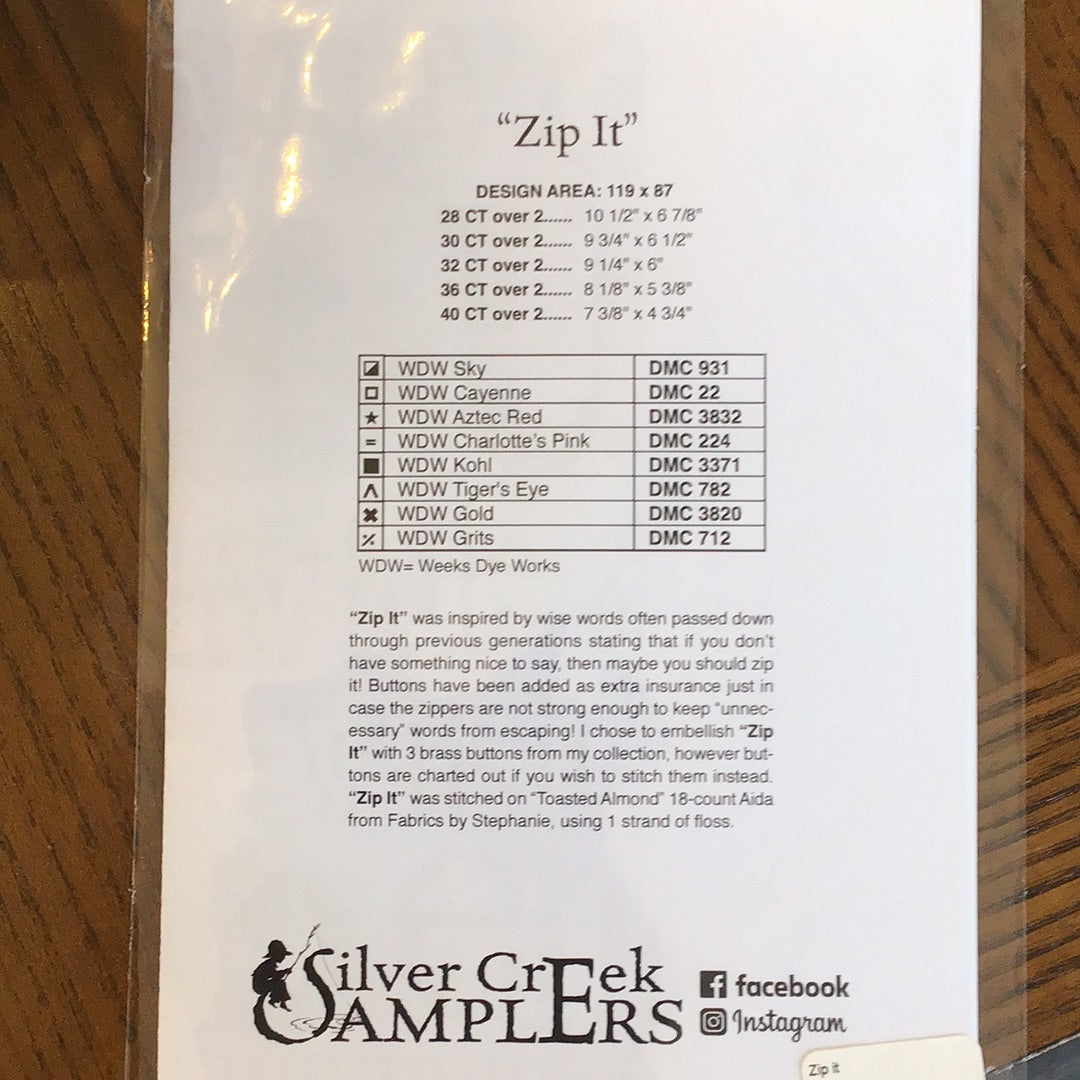 “Zip It”
DESIGN AREA: 119 x 87
28 CT over 2...... 10 1/2" x 6 7/8"
30 CT over 2...... 9 3/4" x 6 1/2"
32 CT over 2...... 9 1/4" x 6"
36 CT over 2...... 8 1/8" x 5 3/8"
40 CT over 2...... 7 3/8" x 4 3/4"
WDW Sky DMC 931
WDW Cayenne DMC 22
WDW Aztec Red DMC 3832
= WDW Charlotte's Pink DMC 224
WDW Kohl DMC 3371
WDW Tiger's Eye DMC 782
WDW Gold DMC 3820
WDW Grits DMC 712
WDW= Weeks Dye Works
“Zip It” was inspired by wise words often passed down
through previous generations stating that if you don't
have something nice to say, then maybe you should zip
it! Buttons have been added as extra insurance just in
case the zippers are not strong enough to keep "unnec-
essary" words from escaping! I chose to embellish “Zip
It” with 3 brass buttons from my collection, however but-
tons are charted out if you wish to stitch them instead.
“Zip It” was stitched on "Toasted Almond" 18-count Aida
from Fabrics by Stephanie, using 1 strand of floss.
Silver CrEek
SAMPLERS
facebook
Instagram
Zip it